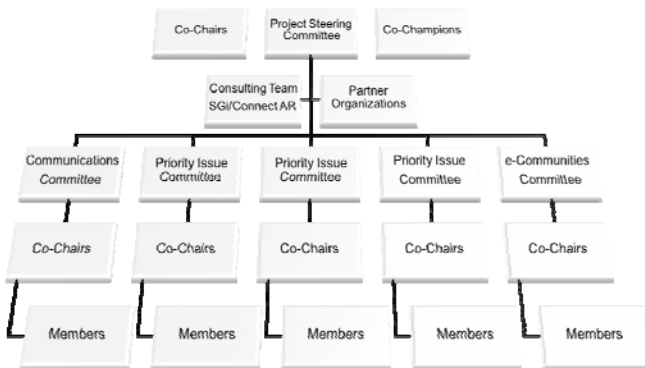 Co-Chairs
Project Steering
Committee
Co-Champions
Consulting Team
SGI/Connect AR
Partner
Organizations
Communications
Committee
Priority Issue
Committee
Priority Issue
Committee
Priority Issue
Committee
e-Communities
Committee
Co-Chairs
Co-Chairs
Co-Chairs
Co-Chairs
Co-Chairs
Members
Members
Members
Members
Members